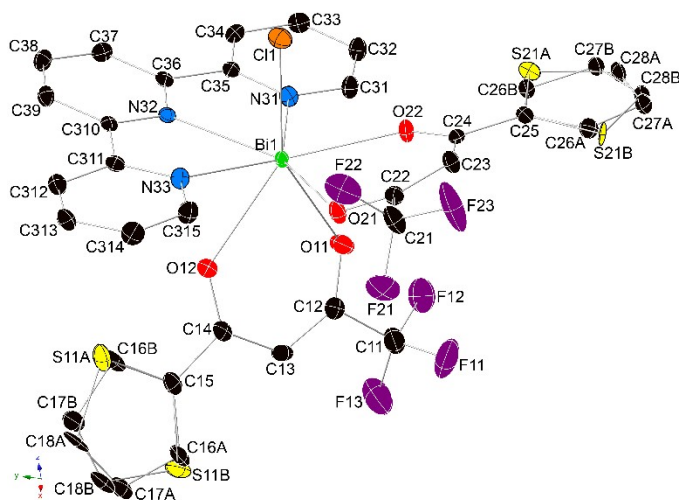 C33
C34
C37
Cl1
C38
C32
C36
C35
C31
N31
C39
N32
C310
C311
Bi1
N33
C312
C313
C314
C315
S21A
C27B
C28A
C26B
C28B
O22
C24
C25
C27A
C26A
S21B
C23
C22
F22
O21
F23
C21
O11
O12
F21
F12
C12
C14
C11
F11
C13
S11A
C16B
C15
F13
C17B
C18A
C16A
S11B
C18B
C17A
z
y
x